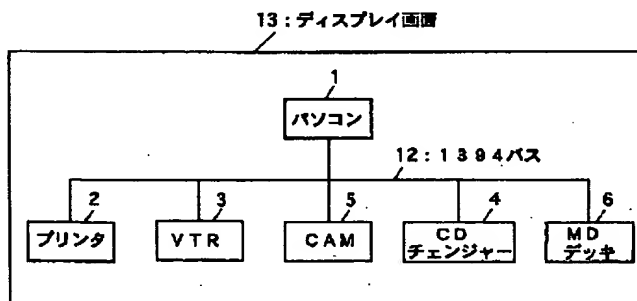 13：ディスプレイ画面
1
パソコン
12：1394バス
2
プリンタ
3
VTR
5
CAM
4
CD
チェンジャー
6
MD
デッキ